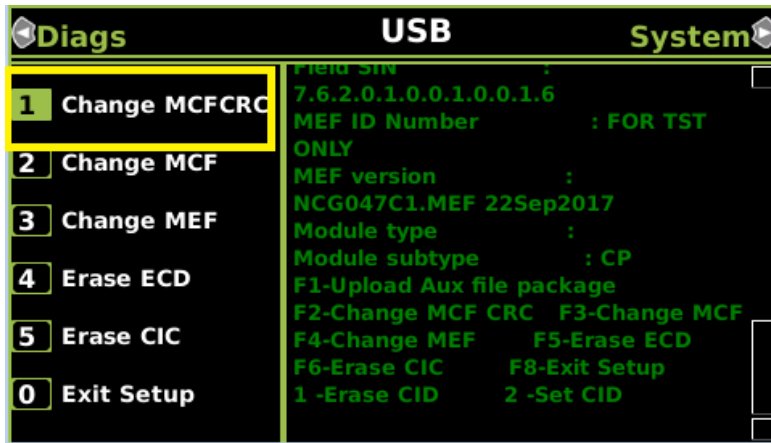 Diags USB System
1 Change MCFCRC
2 Change MCF
3 Change MEF
4 Erase ECD
5 Erase CIC
0 Exit Setup
Field SIN :
7.6.2.0.1.0.0.1.0.0.1.6
MEF ID Number : FOR TST
ONLY
MEF version :
NCG047C1.MEF 22Sep2017
Module type :
Module subtype : CP
F1-Upload Aux file package
F2-Change MCF CRC F3-Change MCF
F4-Change MEF F5-Erase ECD
F6-Erase CIC F8-Exit Setup
1 -Erase CID 2 -Set CID